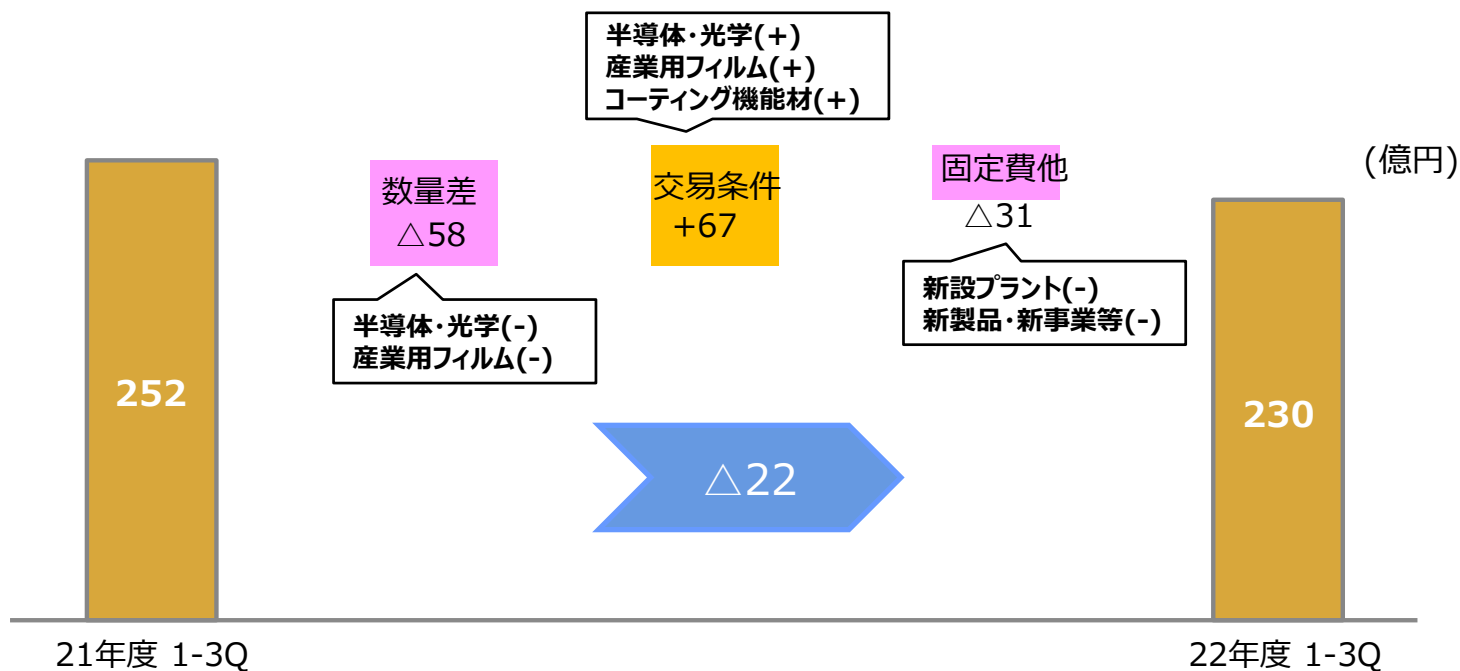 半導体・光学(+)
産業用フィルム(+)
コーティング機能材(+)
(億円)
数量差
△58
交易条件
+67
固定費他
△31
半導体・光学(-)
産業用フィルム(-)
新設プラント(-)
新製品・新事業等(-)
252
230
△22
21年度 1-3Q
22年度 1-3Q